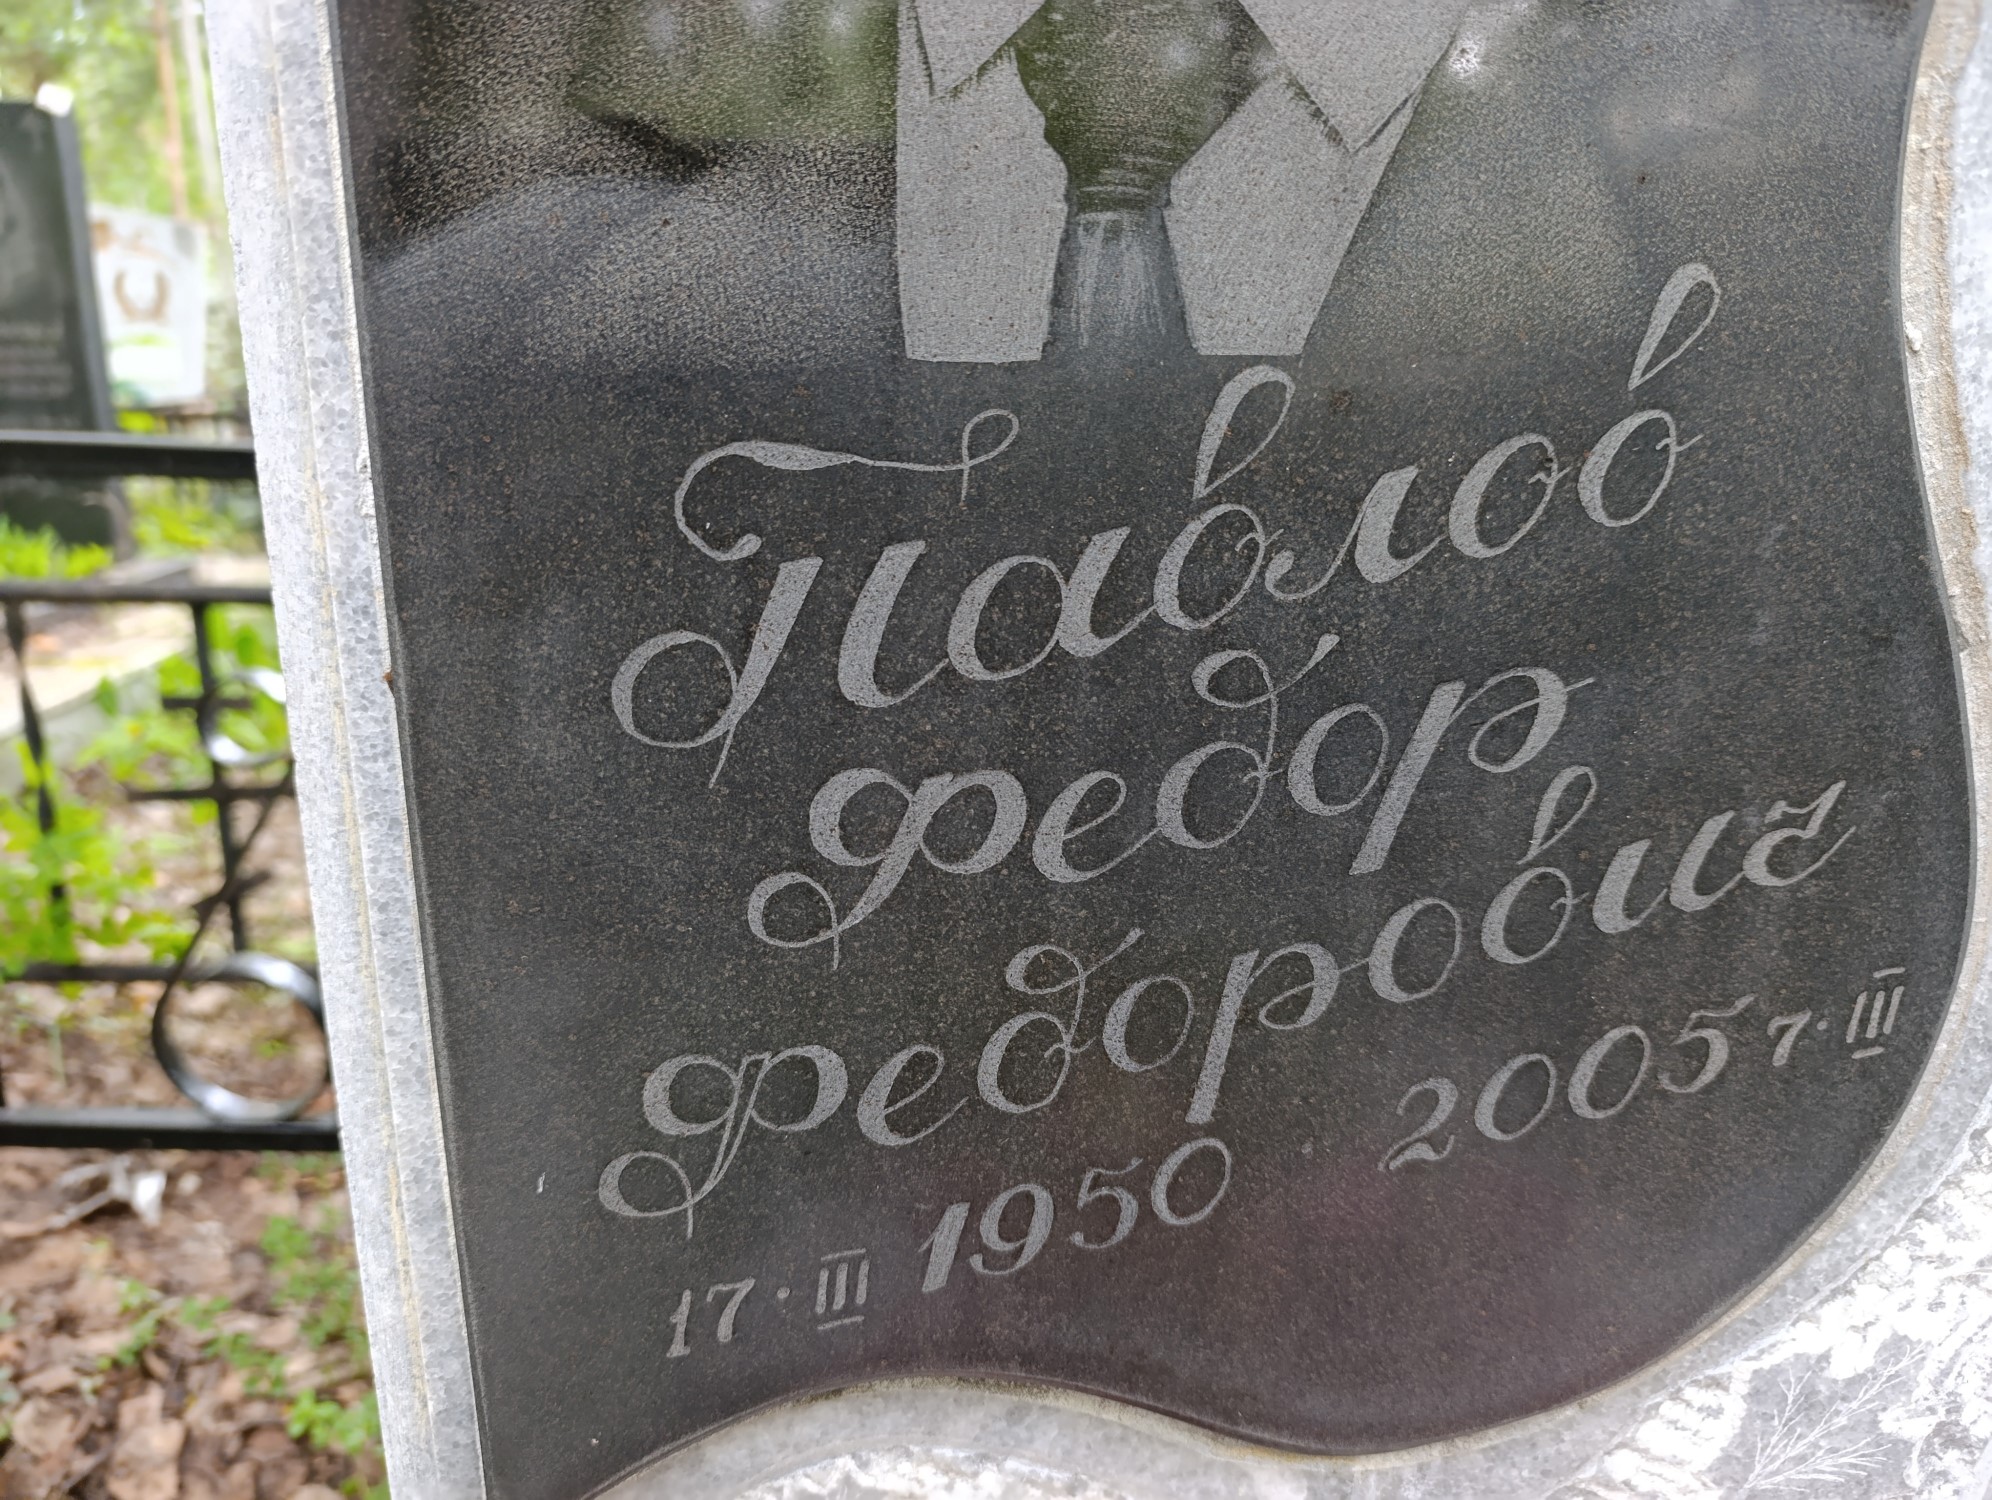 Павлов
Федор
Федорович
17·III 1950 2005 7·III